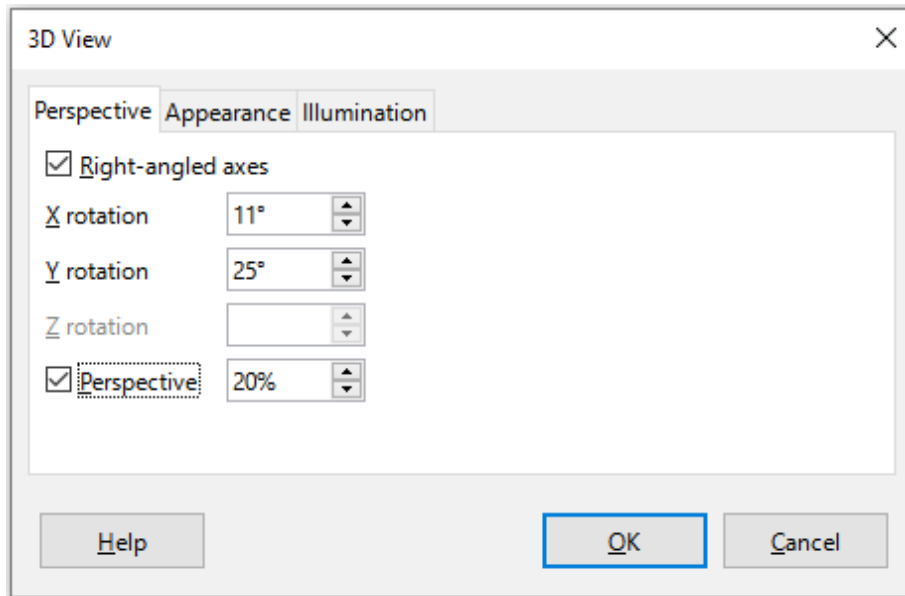 3D View
Perspective Appearance Illumination
Right-angled axes
X rotation 11°
Y rotation 25°
Z rotation
Perspective 20%
Help OK Cancel